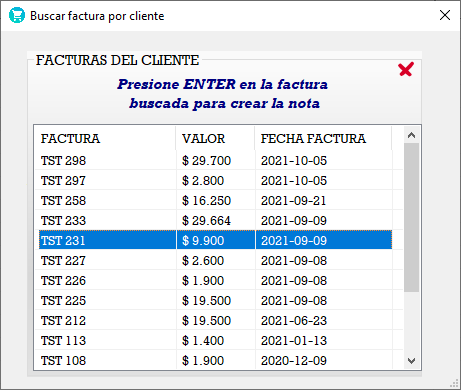 Buscar factura por cliente
FACTURAS DEL CLIENTE
Presione ENTER en la factura
buscada para crear la nota
FACTURA VALOR FECHA FACTURA
TST 298 $ 29.700 2021-10-05
TST 297 $ 2.800 2021-10-05
TST 258 $ 16.250 2021-09-21
TST 233 $ 29.664 2021-09-09
TST 231 $ 9.900 2021-09-09
TST 227 $ 2.600 2021-09-08
TST 226 $ 1.900 2021-09-08
TST 225 $ 19.500 2021-09-08
TST 212 $ 19.500 2021-06-23
TST 113 $ 1.400 2021-01-13
TST 108 $ 1.900 2020-12-09